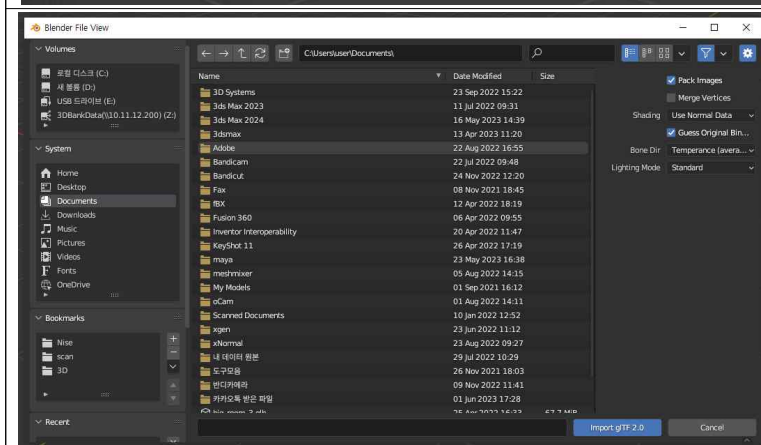 Blender File View
Volumes
로컬 디스크 (C:)
새 볼륨 (D:)
USB 드라이브 (E:)
3DBankData(\\10.11.12.200) (Z:)
System
Home
Desktop
Documents
Downloads
Music
Pictures
Videos
Fonts
OneDrive
Bookmarks
Nise
scan
3D
Recent
C:\Users\user\Documents\
Name Date Modified Size
3D Systems 23 Sep 2022 15:22
3ds Max 2023 11 Jul 2022 09:31
3ds Max 2024 16 May 2023 14:39
3dsmax 13 Apr 2023 11:20
Adobe 22 Aug 2022 16:55
Bandicam 22 Jul 2022 09:48
Bandicut 24 Nov 2022 12:20
Fax 08 Nov 2021 18:45
fBX 12 Apr 2022 18:19
Fusion 360 06 Apr 2022 09:55
Inventor Interoperability 20 Apr 2022 11:47
KeyShot 11 26 Apr 2022 17:19
maya 23 May 2023 16:38
meshmixer 05 Aug 2022 14:15
My Models 01 Sep 2021 16:12
oCam 01 Aug 2022 14:11
Scanned Documents 10 Jan 2022 12:52
xgen 23 Jun 2022 11:12
xNormal 23 Aug 2022 09:27
내 데이터 원본 29 Jul 2022 10:29
도구모음 26 Nov 2021 18:03
반디카메라 09 Nov 2022 11:41
카카오톡 받은 파일 01 Jun 2023 17:28
25 Apr 2022 16:33 67.7 MiB
Pack Images
Merge Vertices
Shading Use Normal Data
Guess Original Bin...
Bone Dir Temperance (avera...
Lighting Mode Standard
Import glTF 2.0 Cancel